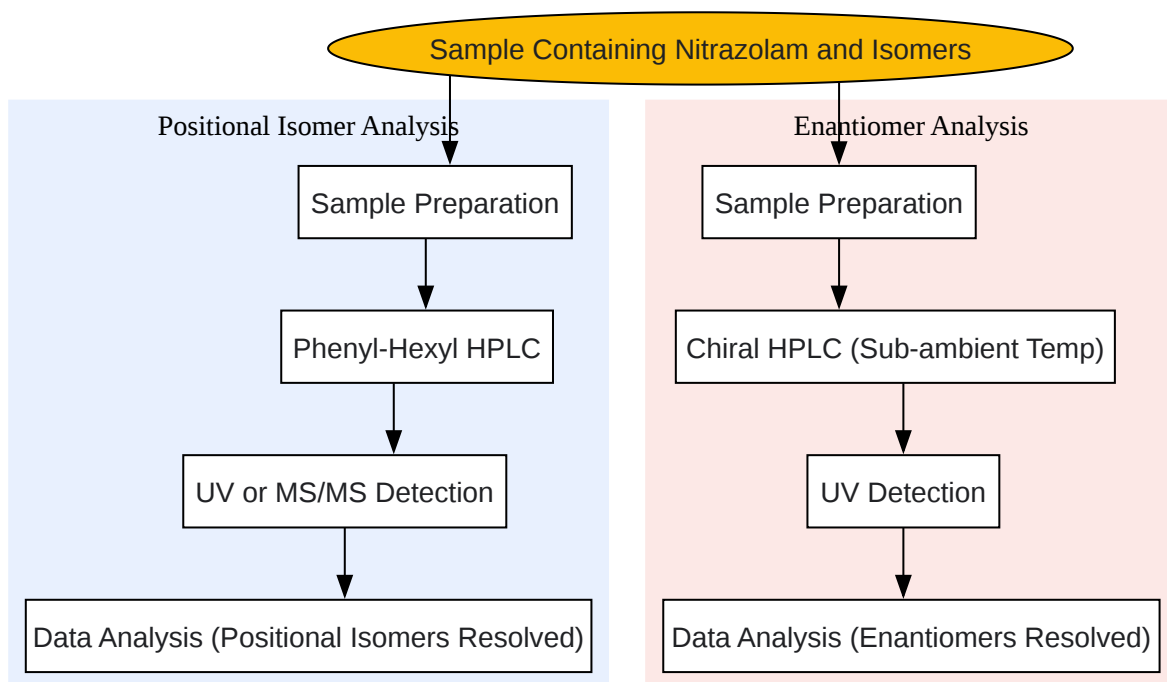 Sample Containing Nitrazolam and Isomers
Positional Isomer Analysis
Sample Preparation
Phenyl-Hexyl HPLC
UV or MS/MS Detection
Data Analysis (Positional Isomers Resolved)
Enantiomer Analysis
Sample Preparation
Chiral HPLC (Sub-ambient Temp)
UV Detection
Data Analysis (Enantiomers Resolved)